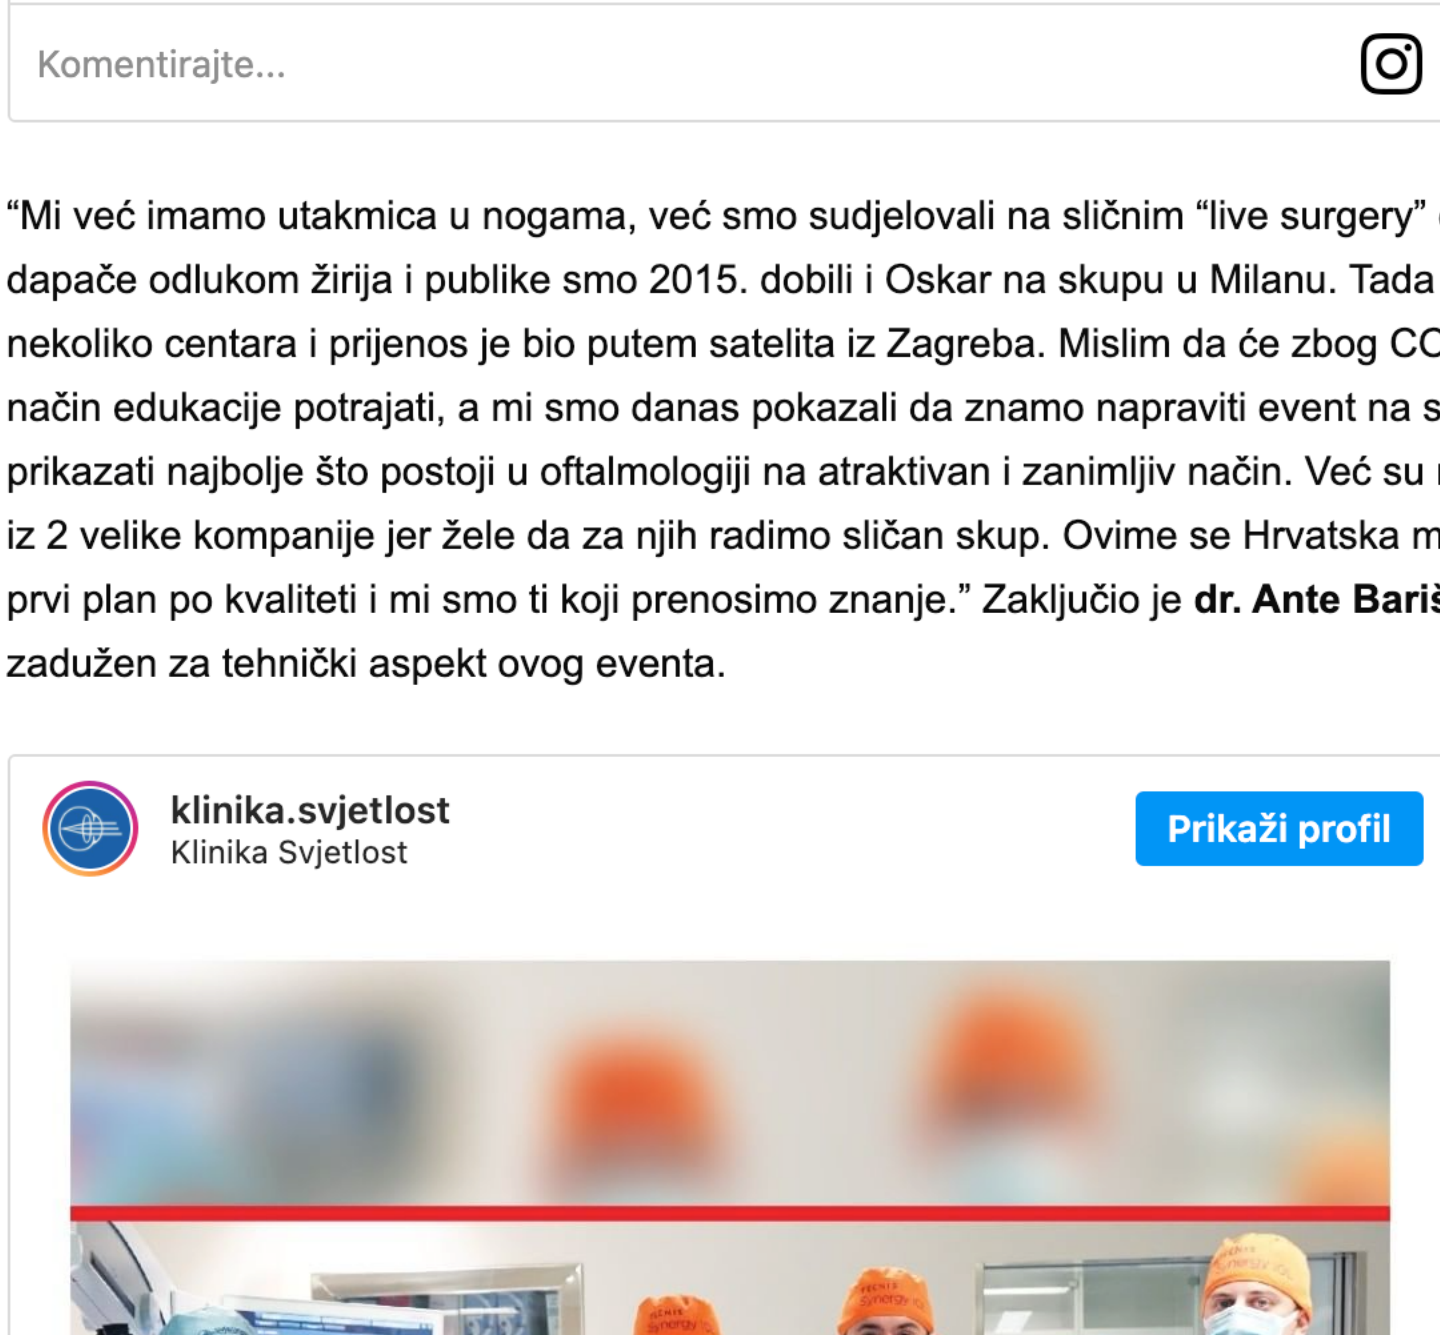 Komentirajte...
“Mi već imamo utakmica u nogama, već smo sudjelovali na sličnim “live surgery”
dapače odlukom žirija i publike smo 2015. dobili i Oskar na skupu u Milanu. Tada
nekoliko centara i prijenos je bio putem satelita iz Zagreba. Mislim da će zbog
način edukacije potrajati, a mi smo danas pokazali da znamo napraviti event na
prikazati najbolje što postoji u oftalmologiji na atraktivan i zanimljiv način. Već su
iz 2 velike kompanije jer žele da za njih radimo sličan skup. Ovime se Hrvatska
prvi plan po kvaliteti i mi smo ti koji prenosimo znanje.” Zaključio je dr. Ante
zadužen za tehnički aspekt ovog eventa.
klinika.svjetlost
Klinika Svjetlost
Prikaži profil
TECNIS
Synergy